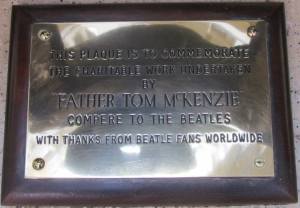 THIS PLAQUE IS TO COMMEMORATE
THE CHARITABLE WORK UNDERTAKEN
BY
FATHER TOM McKENZIE
COMPERE TO THE BEATLES
WITH THANKS FROM BEATLE FANS WORLDWIDE